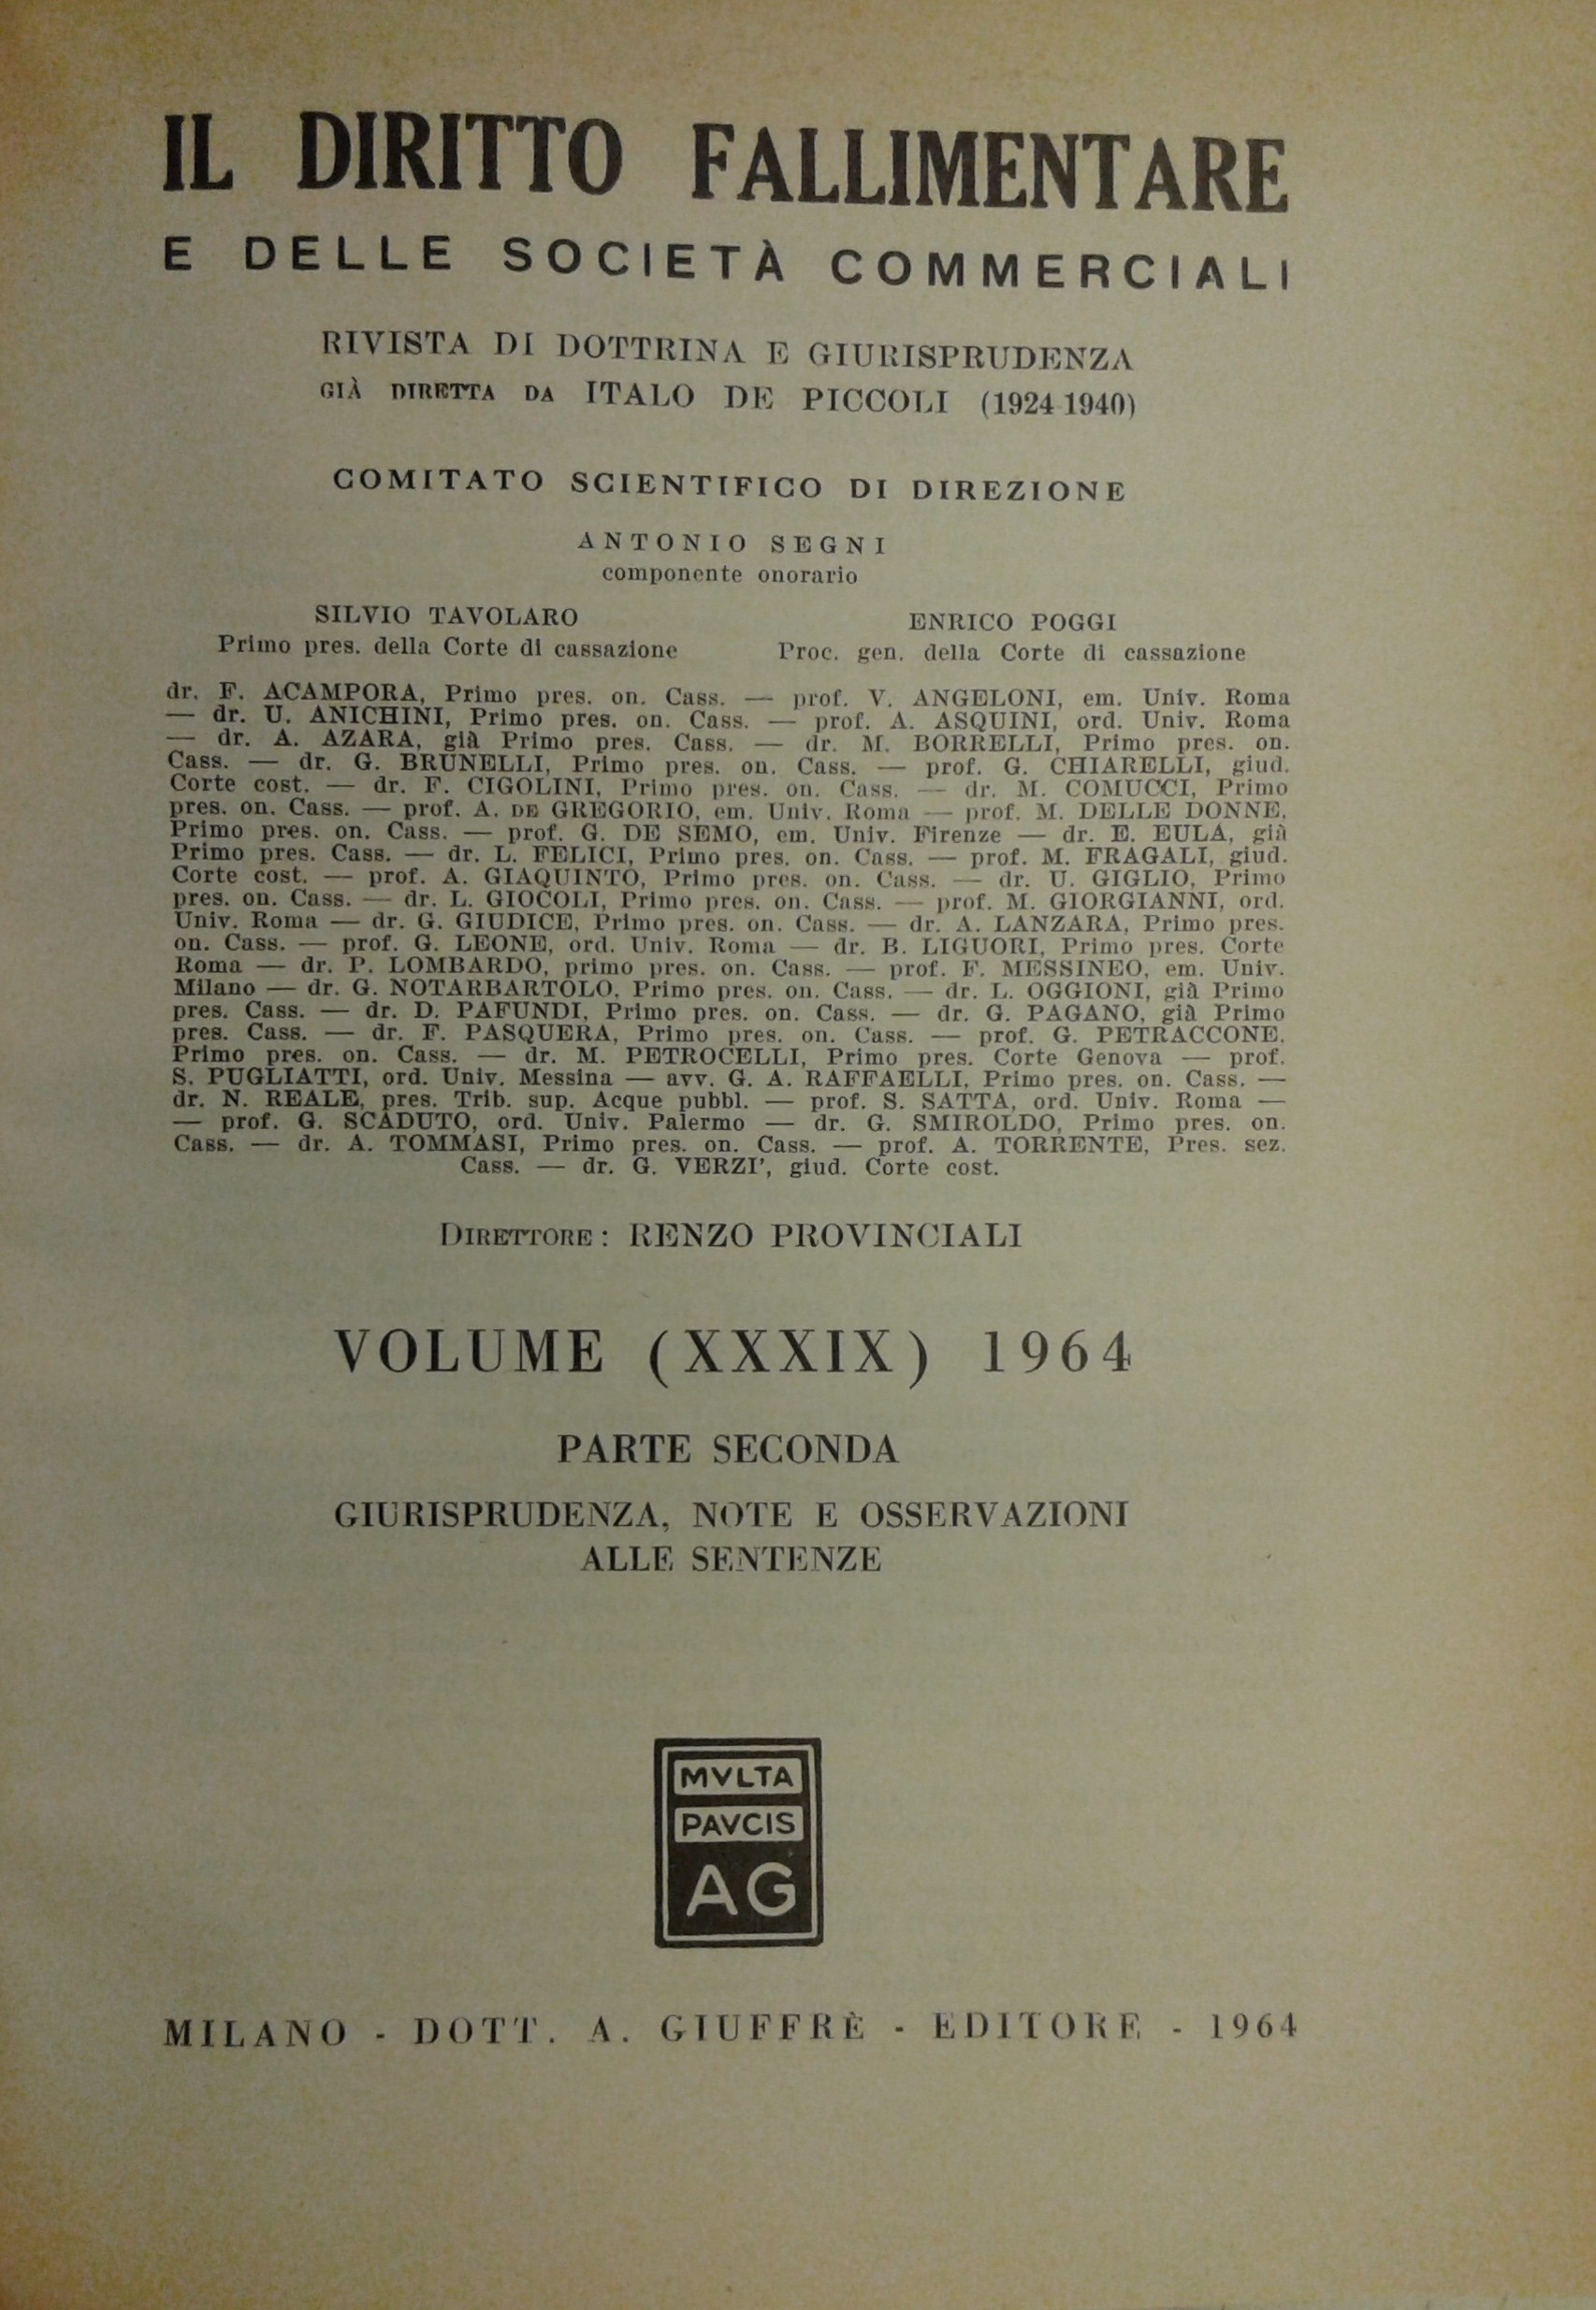 IL DIRITTO FALLIMENTARE
E DELLE SOCIETÀ COMMERCIALI
RIVISTA DI DOTTRINA E GIURISPRUDENZA
GIÀ DIRETTA DA ITALO DE PICCOLI (1924-1940)
COMITATO SCIENTIFICO DI DIREZIONE
ANTONIO SEGNI
componente onorario
SILVIO TAVOLARO
Primo pres. della Corte di cassazione
ENRICO POGGI
Proc. gen. della Corte di cassazione
dr. F. ACAMPORA, Primo pres. on. Cass. — prof. V. ANGELONI, em. Univ. Roma
— dr. U. ANICHINI, Primo pres. on. Cass. — prof. A. ASQUINI, ord. Univ. Roma
— dr. A. AZARA, già Primo pres. Cass. — dr. M. BORRELLI, Primo pres. on.
Cass. — dr. G. BRUNELLI, Primo pres. on. Cass. — prof. G. CHIARELLI, giud.
Corte cost. — dr. F. CIGOLINI, Primo pres. on. Cass. — dr. M. COMUCCI, Primo
pres. on. Cass. — prof. A. DE GREGORIO, em. Univ. Roma — prof. M. DELLE DONNE,
Primo pres. on. Cass. — prof. G. DE SEMO, em. Univ. Firenze — dr. E. EULA, già
Primo pres. Cass. — dr. L. FELICI, Primo pres. on. Cass. — prof. M. FRAGALI, giud.
Corte cost. — prof. A. GIAQUINTO, Primo pres. on. Cass. — dr. U. GIGLIO, Primo
pres. on. Cass. — dr. L. GIOCOLI, Primo pres. on. Cass. — prof. M. GIORGIANNI, ord.
Univ. Roma — dr. G. GIUDICE, Primo pres. on. Cass. — dr. A. LANZARA, Primo pres.
on. Cass. — prof. G. LEONE, ord. Univ. Roma — dr. B. LIGUORI, Primo pres. Corte
Roma — dr. P. LOMBARDO, primo pres. on. Cass. — prof. F. MESSINEO, em. Univ.
Milano — dr. G. NOTARBARTOLO, Primo pres. on. Cass. — dr. L. OGGIONI, già Primo
pres. Cass. — dr. D. PAFUNDI, Primo pres. on. Cass. — dr. G. PAGANO, già Primo
pres. Cass. — dr. F. PASQUERA, Primo pres. on. Cass. — prof. G. PETRACCONE,
Primo pres. on. Cass. — dr. M. PETROCELLI, Primo pres. Corte Genova — prof.
S. PUGLIATTI, ord. Univ. Messina — avv. G. A. RAFFAELLI, Primo pres. on. Cass. —
dr. N. REALE, pres. Trib. sup. Acque pubbl. — prof. S. SATTA, ord. Univ. Roma —
— prof. G. SCADUTO, ord. Univ. Palermo — dr. G. SMIROLDO, Primo pres. on.
Cass. — dr. A. TOMMASI, Primo pres. on. Cass. — prof. A. TORRENTE, Pres. sez.
Cass. — dr. G. VERZI', giud. Corte cost.
DIRETTORE: RENZO PROVINCIALI
VOLUME (XXXIX) 1964
PARTE SECONDA
GIURISPRUDENZA, NOTE E OSSERVAZIONI
ALLE SENTENZE
MVLTA
PAVCIS
AG
MILANO - DOTT. A. GIUFFRÈ - EDITORE - 1964